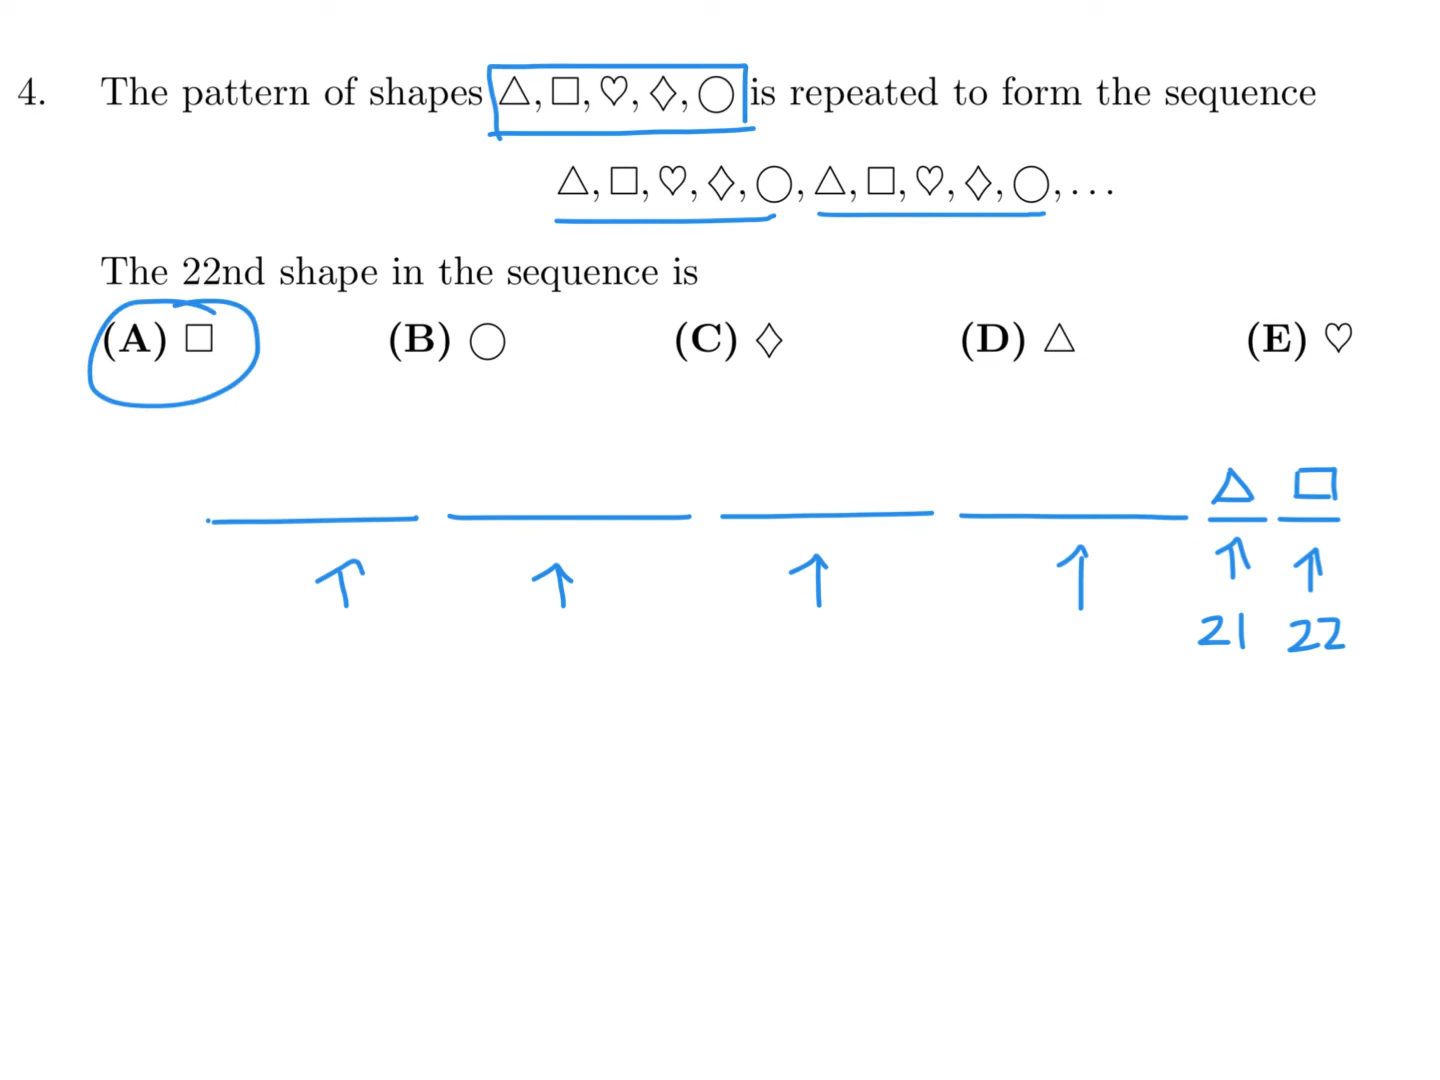 4. The pattern of shapes △, □, ♡, ♢, ○ is repeated to form the sequence
△, □, ♡, ♢, ○, △, □, ♡, ♢, ○, ...
The 22nd shape in the sequence is
(A) □ (B) ○ (C) ♢ (D) △ (E) ♡
△ □
↑ ↑ ↑ ↑ ↑ ↑
21 22